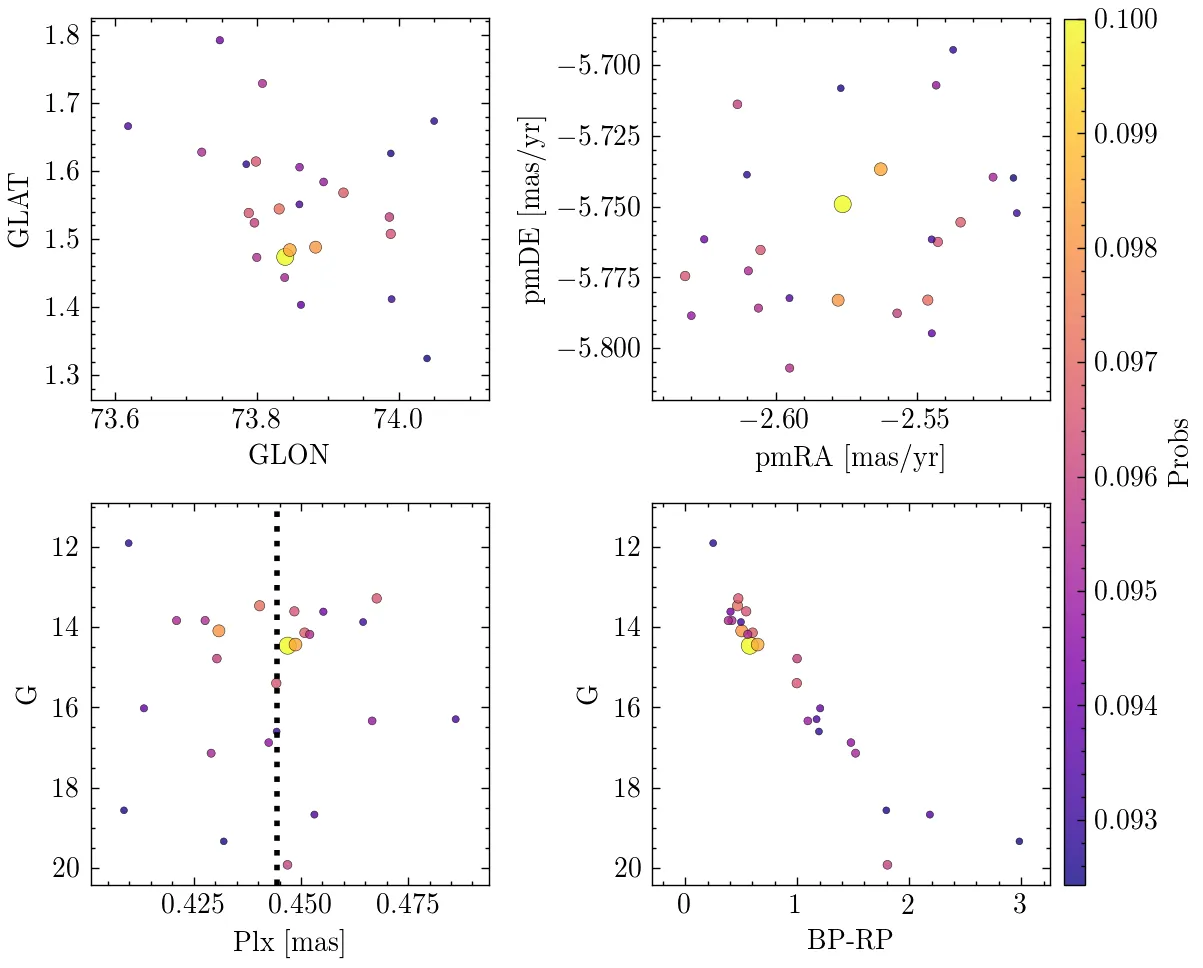 1.8
1.7
1.6
1.5
1.4
1.3
GLAT
73.6 73.8 74.0
GLON
−5.700
−5.725
−5.750
−5.775
−5.800
pmDE [mas/yr]
−2.60 −2.55
pmRA [mas/yr]
12
14
16
18
20
G
0.425 0.450 0.475
Plx [mas]
12
14
16
18
20
G
0 1 2 3
BP-RP
0.100
0.099
0.098
0.097
0.096
0.095
0.094
0.093
Probs